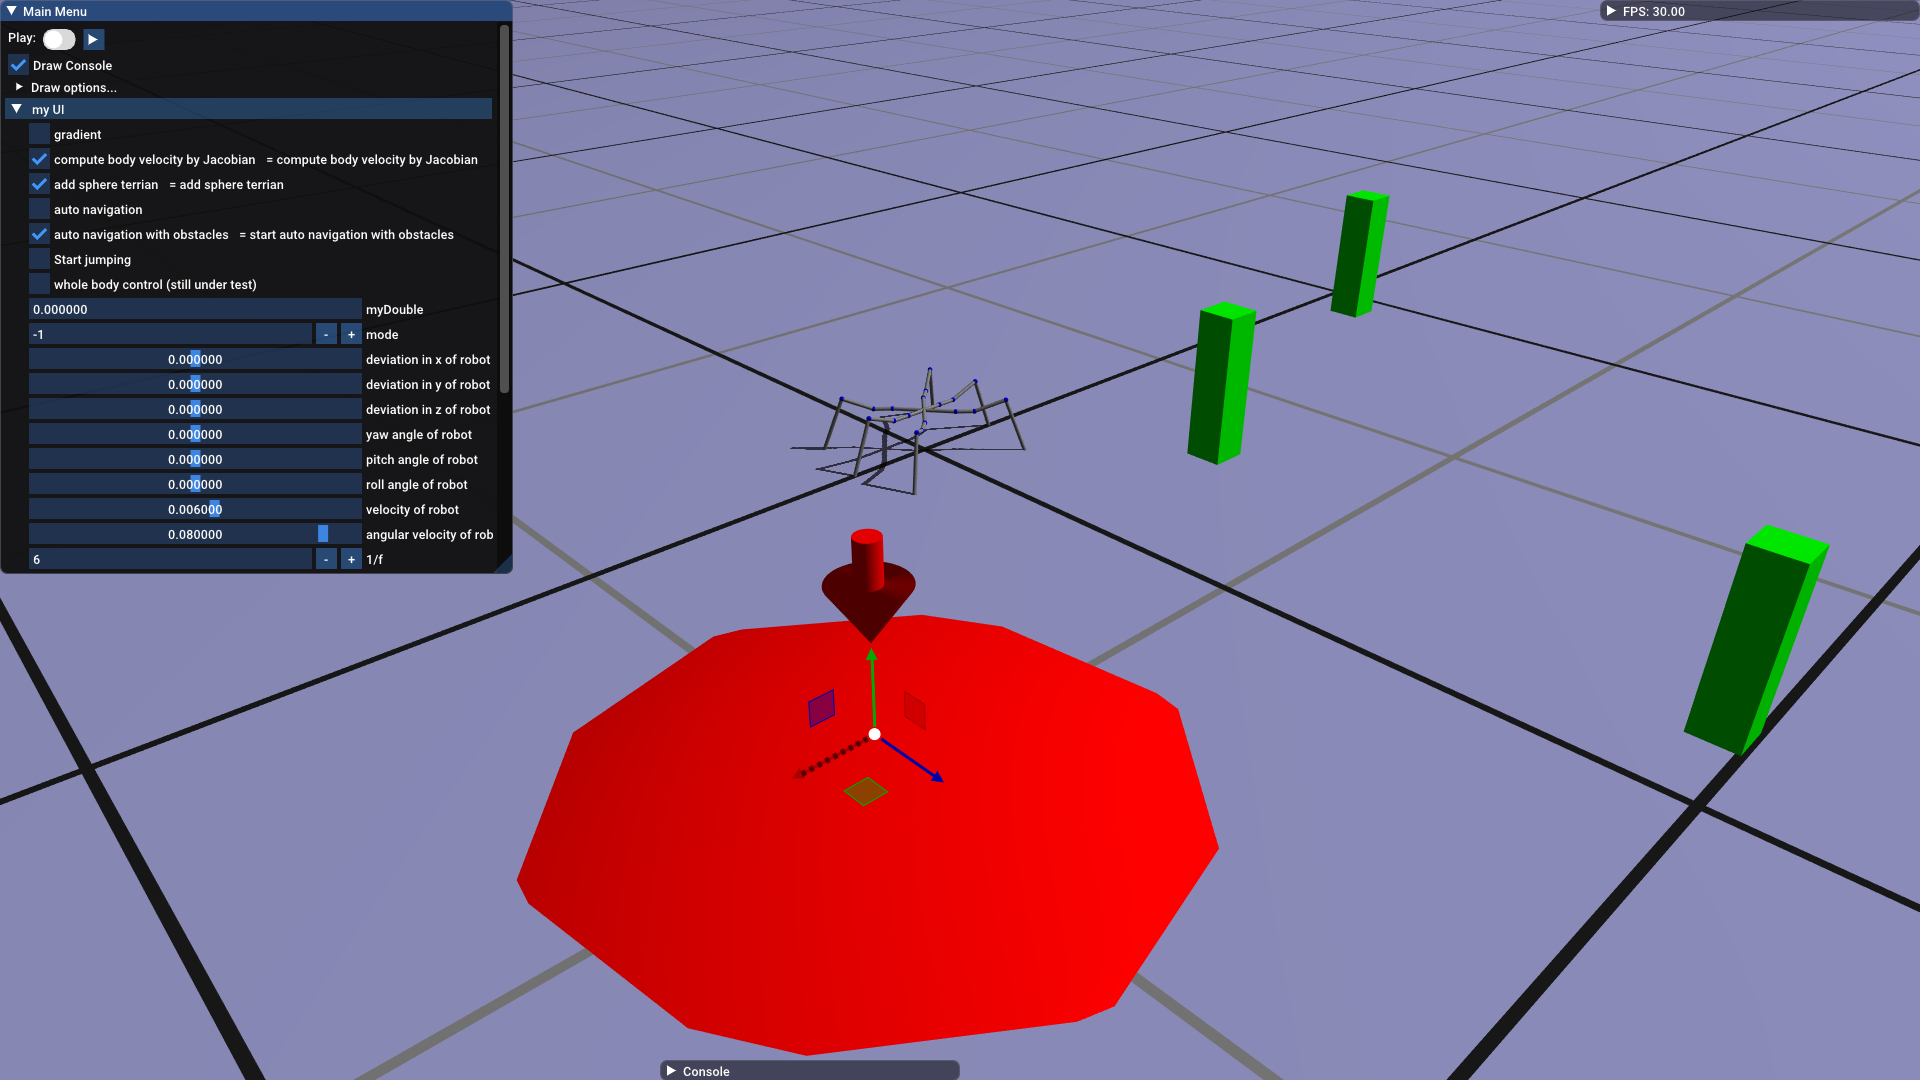 Main Menu
FPS: 30.00
Play:
Draw Console
Draw options...
my UI
gradient
compute body velocity by Jacobian = compute body velocity by Jacobian
add sphere terrian = add sphere terrian
auto navigation
auto navigation with obstacles = start auto navigation with obstacles
Start jumping
whole body control (still under test)
0.000000 myDouble
-1 - + mode
0.000000 deviation in x of robot
0.000000 deviation in y of robot
0.000000 deviation in z of robot
0.000000 yaw angle of robot
0.000000 pitch angle of robot
0.000000 roll angle of robot
0.006000 velocity of robot
0.080000 angular velocity of rob
6 - + 1/f
Console